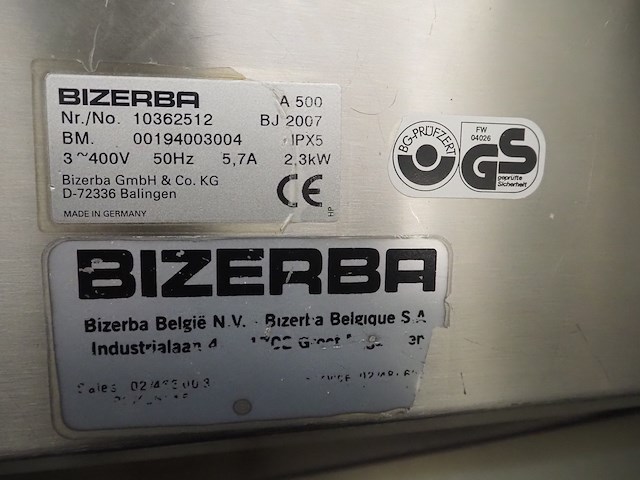 BIZERBA A 500
Nr./No. 10362512 BJ 2007
BM. 00194003004 IPX5
3~400V 50Hz 5,7A 2,3kW
Bizerba GmbH & Co. KG
D-72336 Balingen
CE
MADE IN GERMANY
HP
BG-PRÜFZERT
FW
04026
GS
geprüfte
Sicherheit
BIZERBA
Bizerba België N.V. - Bizerba Belgique S.A
Industrialaan 4
Sales